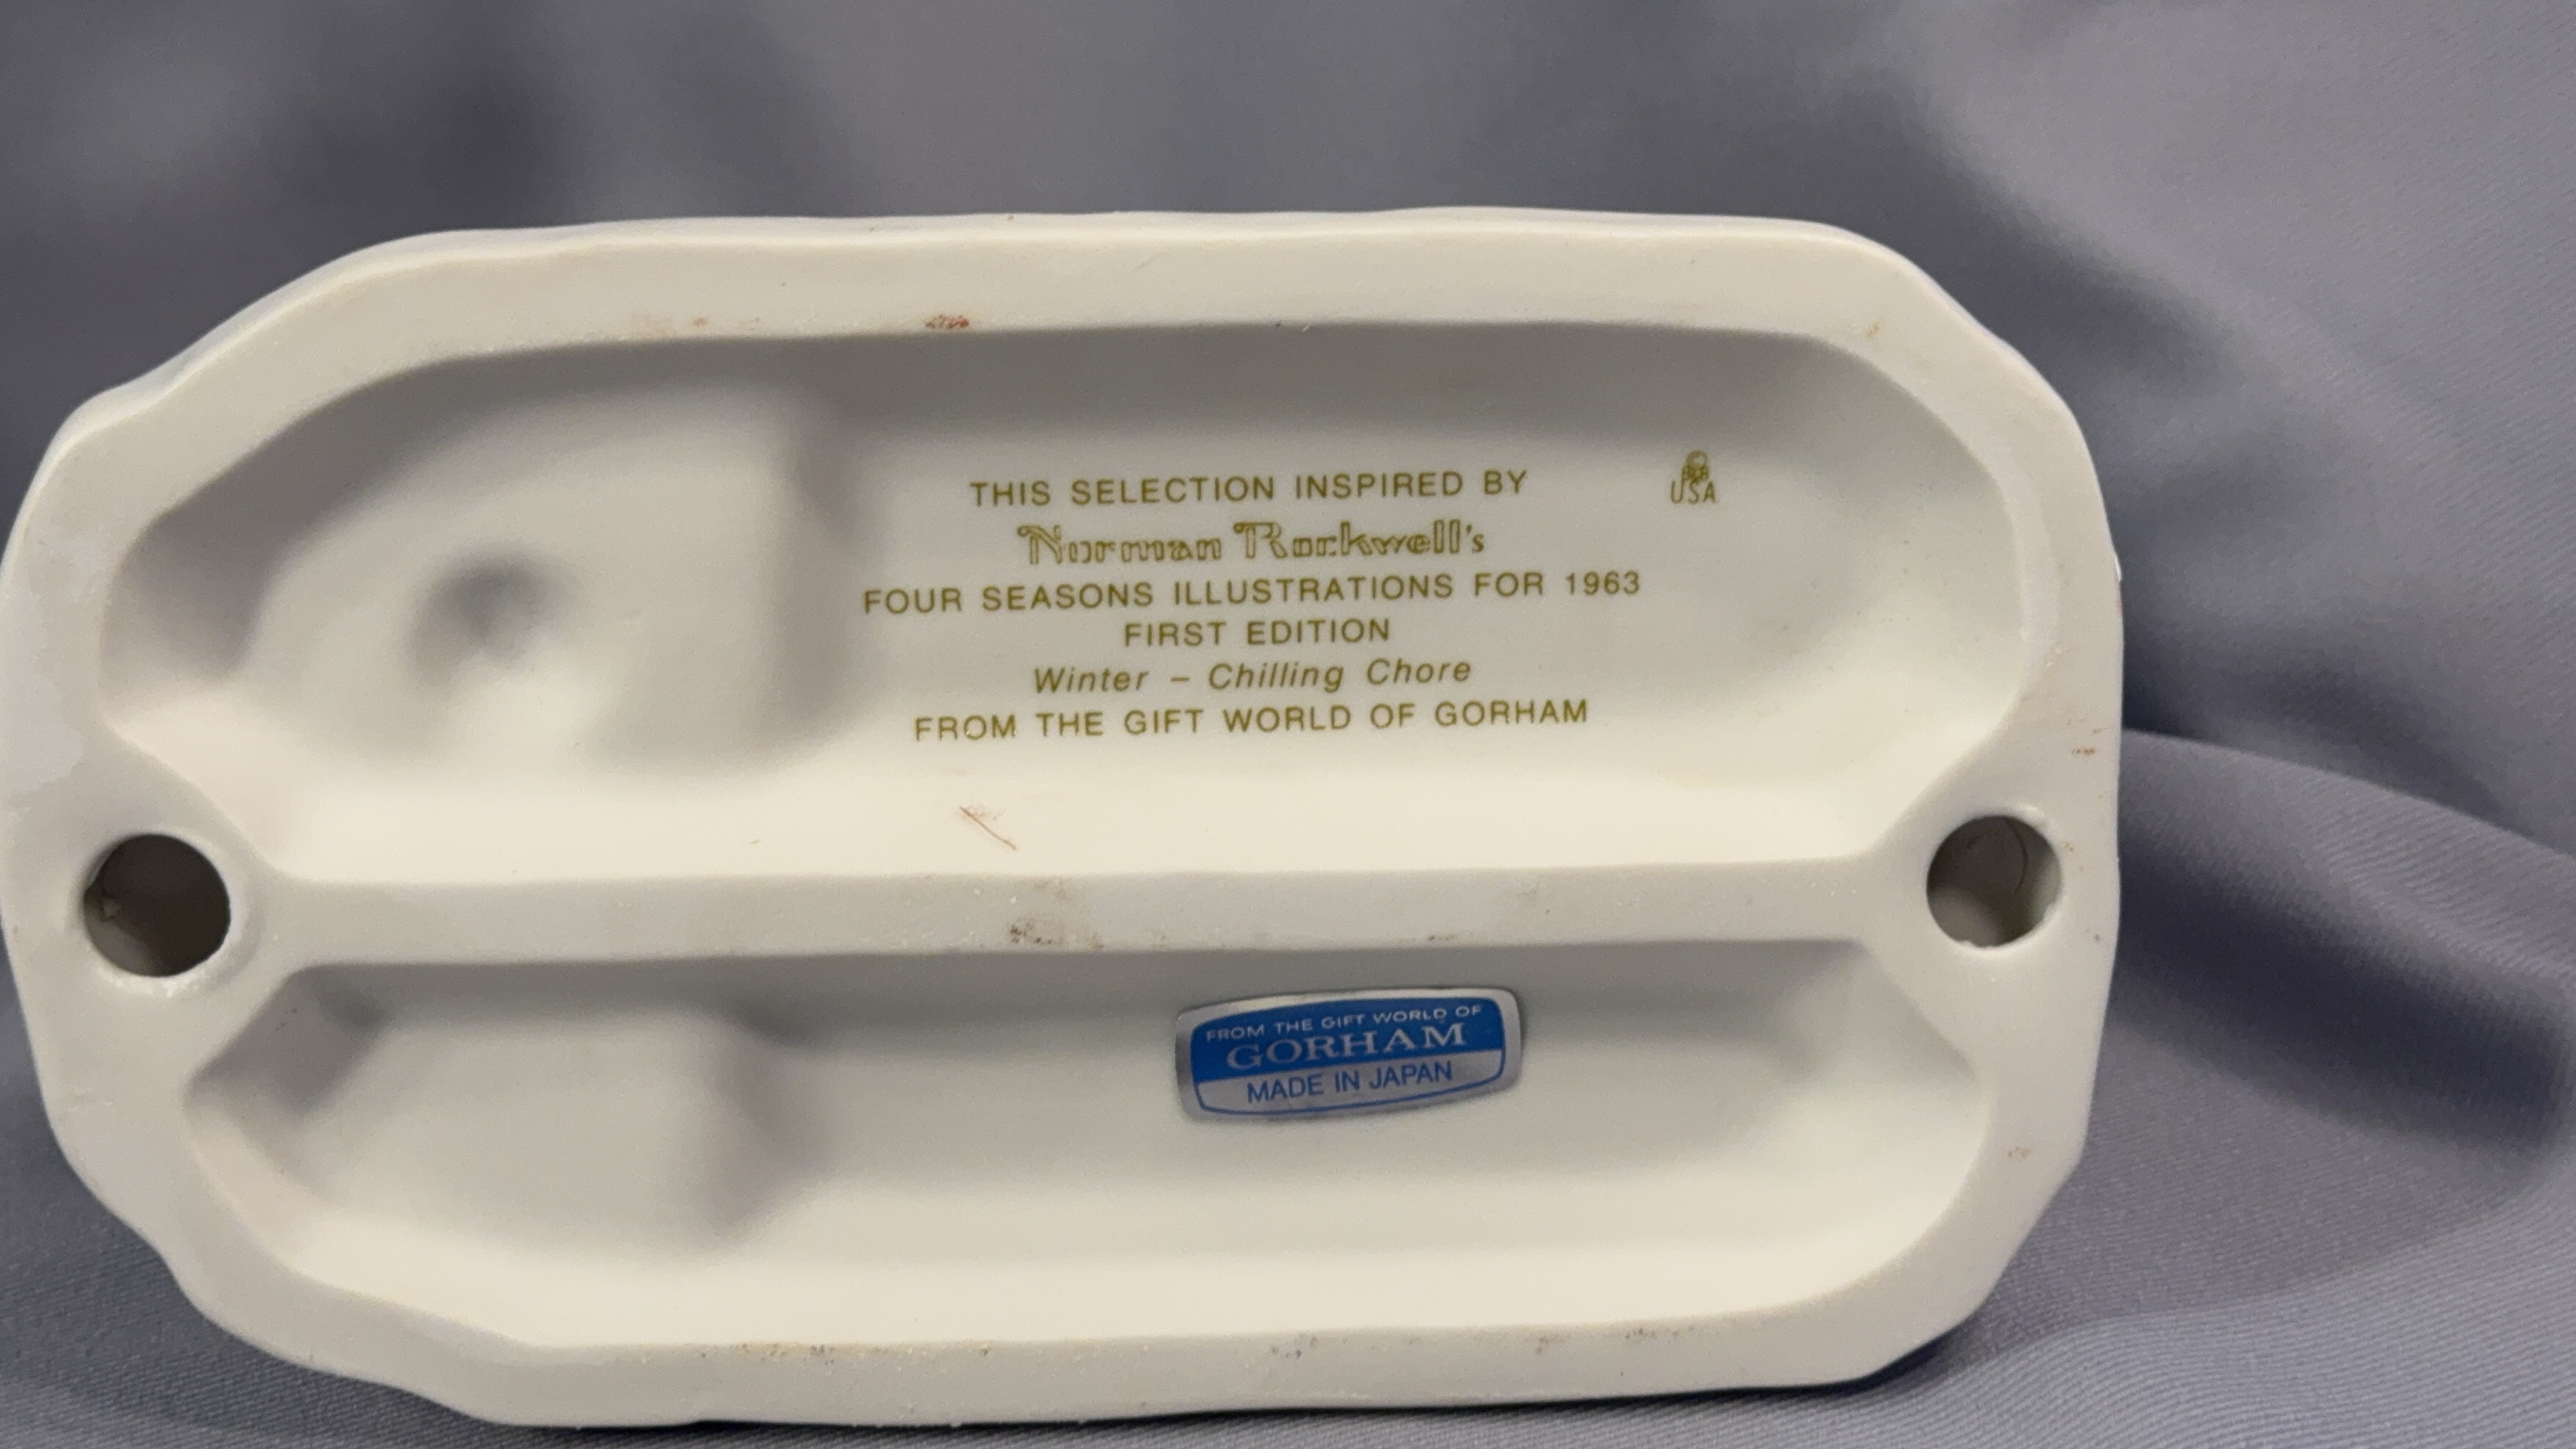 THIS SELECTION INSPIRED BY
Norman Rockwell's
FOUR SEASONS ILLUSTRATIONS FOR 1963
FIRST EDITION
Winter – Chilling Chore
FROM THE GIFT WORLD OF GORHAM
USA
FROM THE GIFT WORLD OF
GORHAM
MADE IN JAPAN